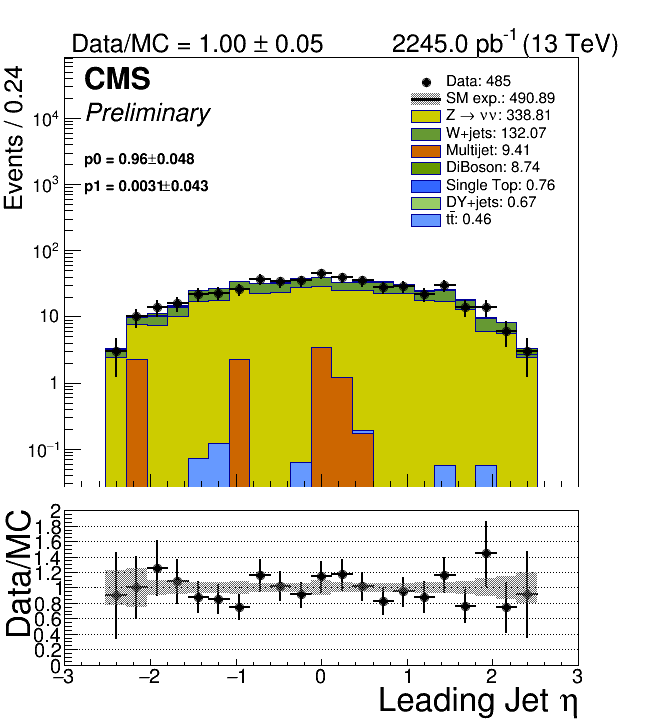 Data/MC = 1.00 ± 0.05 2245.0 pb⁻¹ (13 TeV)
CMS
Preliminary
p0 = 0.96±0.048
p1 = 0.0031±0.043
Data: 485
SM exp.: 490.89
Z → νν: 338.81
W+jets: 132.07
Multijet: 9.41
DiBoson: 8.74
Single Top: 0.76
DY+jets: 0.67
tt̄: 0.46
Events / 0.24
10⁴
10³
10²
10
1
10⁻¹
Data/MC
2
1.8
1.6
1.4
1.2
1
0.8
0.6
0.4
0.2
0
−3 −2 −1 0 1 2 3
Leading Jet η